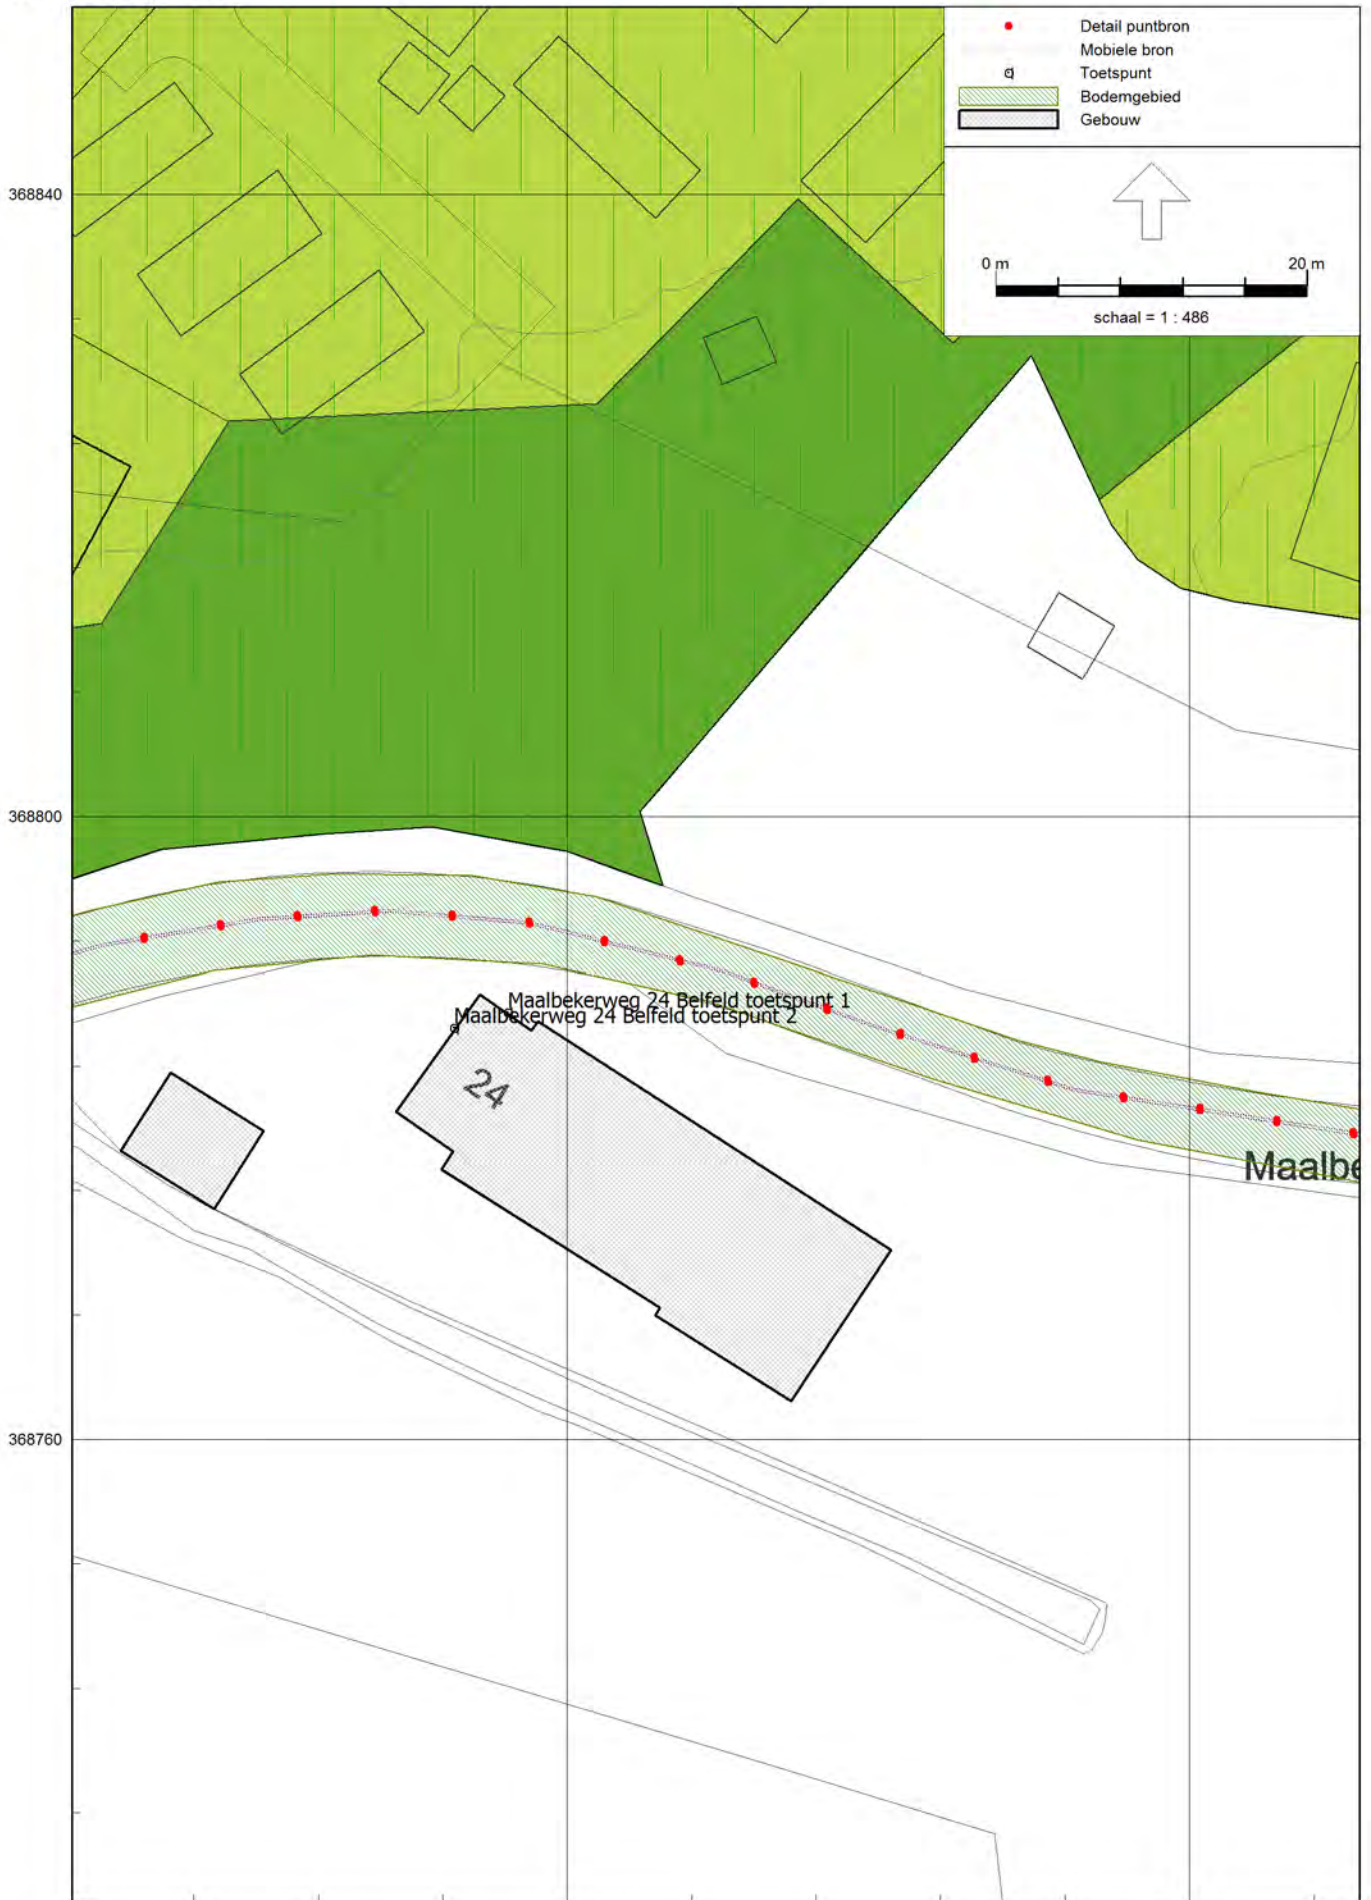 Detail puntbron
Mobiele bron
Toetspunt
Bodemgebied
Gebouw
368840
0 m 20 m
schaal = 1 : 486
368800
Maalbekerweg 24 Belfeld toetspunt 1
Maalbekerweg 24 Belfeld toetspunt 2
24
Maalbe
368760